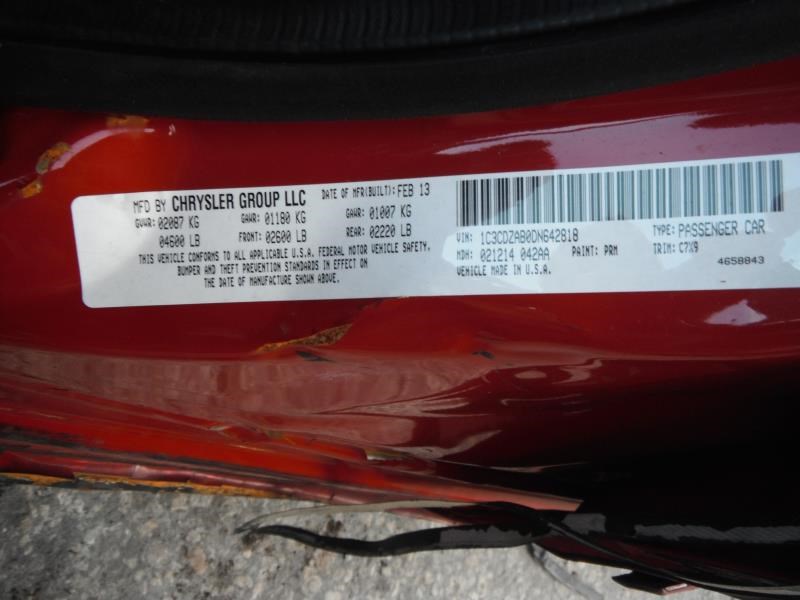 MFD BY CHRYSLER GROUP LLC DATE OF MFR(BUILT): FEB 13
GVWR: 02087 KG GAWR: 01180 KG GAWR: 01007 KG
04600 LB FRONT: 02600 LB REAR: 02220 LB
THIS VEHICLE CONFORMS TO ALL APPLICABLE U.S.A. FEDERAL MOTOR VEHICLE SAFETY,
BUMPER AND THEFT PREVENTION STANDARDS IN EFFECT ON
THE DATE OF MANUFACTURE SHOWN ABOVE.
VIN: 1C3CDZAB0DN642818 TYPE: PASSENGER CAR
MDH: 021214 042AA PAINT: PRM TRIM: C7X9
VEHICLE MADE IN U.S.A. 4658843